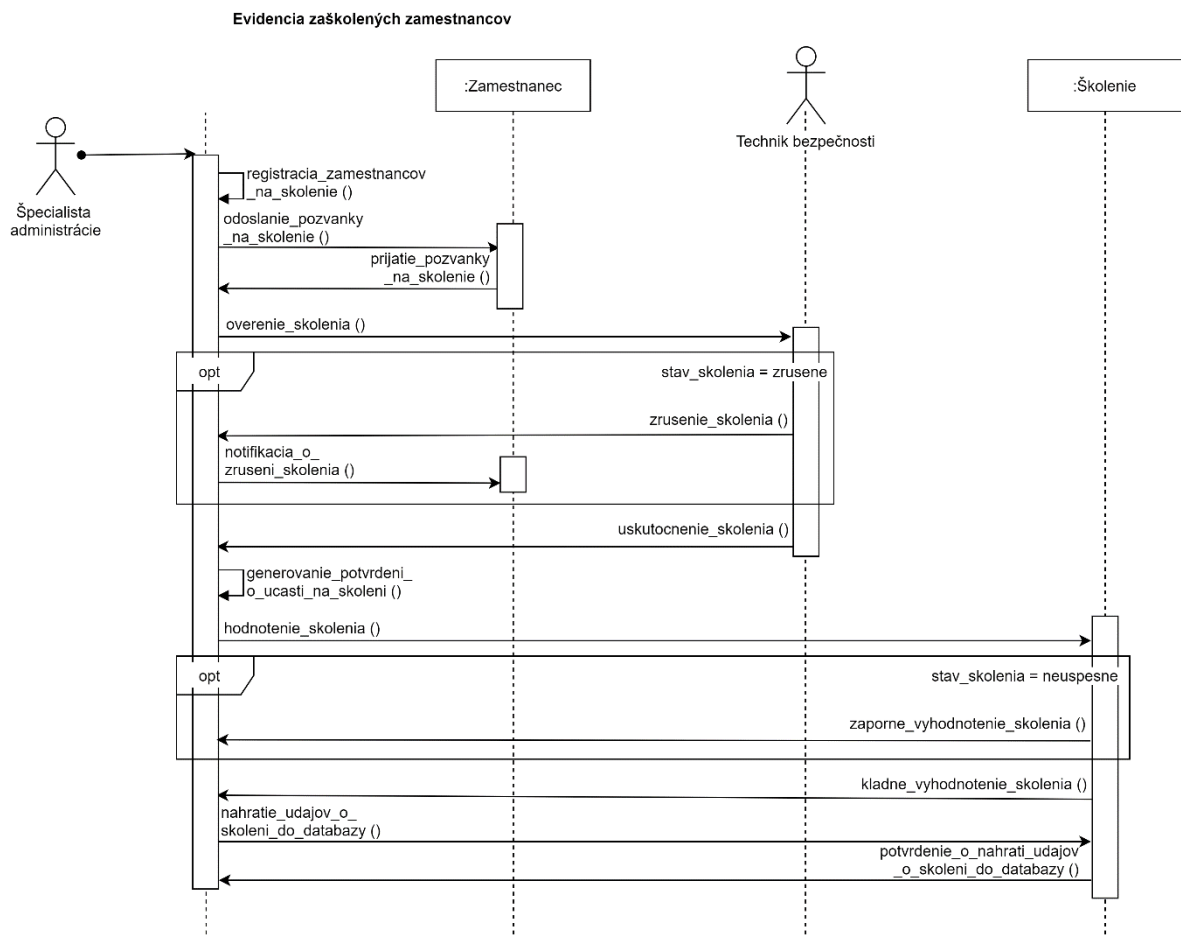 Evidencia zaškolených zamestnancov
:Zamestnanec
:Školenie
Technik bezpečnosti
Špecialista
administrácie
registracia_zamestnancov
_na_skolenie ()
odoslanie_pozvanky
_na_skolenie ()
prijatie_pozvanky
_na_skolenie ()
overenie_skolenia ()
opt
stav_skolenia = zrusene
zrusenie_skolenia ()
notifikacia_o_
zruseni_skolenia ()
uskutocnenie_skolenia ()
generovanie_potvrdeni_
o_ucasti_na_skoleni ()
hodnotenie_skolenia ()
opt
stav_skolenia = neuspesne
zaporne_vyhodnotenie_skolenia ()
kladne_vyhodnotenie_skolenia ()
nahratie_udajov_o_
skoleni_do_databazy ()
potvrdenie_o_nahrati_udajov
_o_skoleni_do_databazy ()